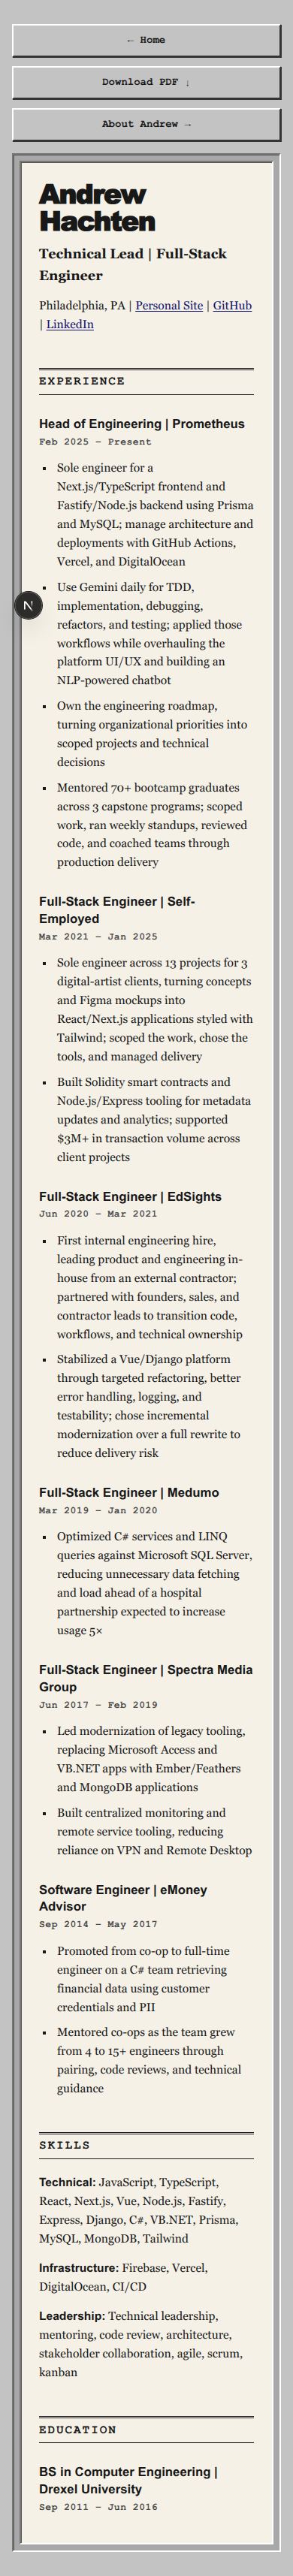 ← Home
Download PDF ↓
About Andrew →
Andrew
Hachten
Technical Lead | Full-Stack
Engineer
Philadelphia, PA | Personal Site | GitHub
| LinkedIn
EXPERIENCE
Head of Engineering | Prometheus
Feb 2025 – Present
▪ Sole engineer for a
Next.js/TypeScript frontend and
Fastify/Node.js backend using Prisma
and MySQL; manage architecture and
deployments with GitHub Actions,
Vercel, and DigitalOcean
▪ Use Gemini daily for TDD,
implementation, debugging,
N
refactors, and testing; applied those
workflows while overhauling the
platform UI/UX and building an
NLP-powered chatbot
▪ Own the engineering roadmap,
turning organizational priorities into
scoped projects and technical
decisions
▪ Mentored 70+ bootcamp graduates
across 3 capstone programs; scoped
work, ran weekly standups, reviewed
code, and coached teams through
production delivery
Full-Stack Engineer | Self-
Employed
Mar 2021 – Jan 2025
▪ Sole engineer across 13 projects for 3
digital-artist clients, turning concepts
and Figma mockups into
React/Next.js applications styled with
Tailwind; scoped the work, chose the
tools, and managed delivery
▪ Built Solidity smart contracts and
Node.js/Express tooling for metadata
updates and analytics; supported
$3M+ in transaction volume across
client projects
Full-Stack Engineer | EdSights
Jun 2020 – Mar 2021
▪ First internal engineering hire,
leading product and engineering in-
house from an external contractor;
partnered with founders, sales, and
contractor leads to transition code,
workflows, and technical ownership
▪ Stabilized a Vue/Django platform
through targeted refactoring, better
error handling, logging, and
testability; chose incremental
modernization over a full rewrite to
reduce delivery risk
Full-Stack Engineer | Medumo
Mar 2019 – Jan 2020
▪ Optimized C# services and LINQ
queries against Microsoft SQL Server,
reducing unnecessary data fetching
and load ahead of a hospital
partnership expected to increase
usage 5×
Full-Stack Engineer | Spectra Media
Group
Jun 2017 – Feb 2019
▪ Led modernization of legacy tooling,
replacing Microsoft Access and
VB.NET apps with Ember/Feathers
and MongoDB applications
▪ Built centralized monitoring and
remote service tooling, reducing
reliance on VPN and Remote Desktop
Software Engineer | eMoney
Advisor
Sep 2014 – May 2017
▪ Promoted from co-op to full-time
engineer on a C# team retrieving
financial data using customer
credentials and PII
▪ Mentored co-ops as the team grew
from 4 to 15+ engineers through
pairing, code reviews, and technical
guidance
SKILLS
Technical: JavaScript, TypeScript,
React, Next.js, Vue, Node.js, Fastify,
Express, Django, C#, VB.NET, Prisma,
MySQL, MongoDB, Tailwind
Infrastructure: Firebase, Vercel,
DigitalOcean, CI/CD
Leadership: Technical leadership,
mentoring, code review, architecture,
stakeholder collaboration, agile, scrum,
kanban
EDUCATION
BS in Computer Engineering |
Drexel University
Sep 2011 – Jun 2016